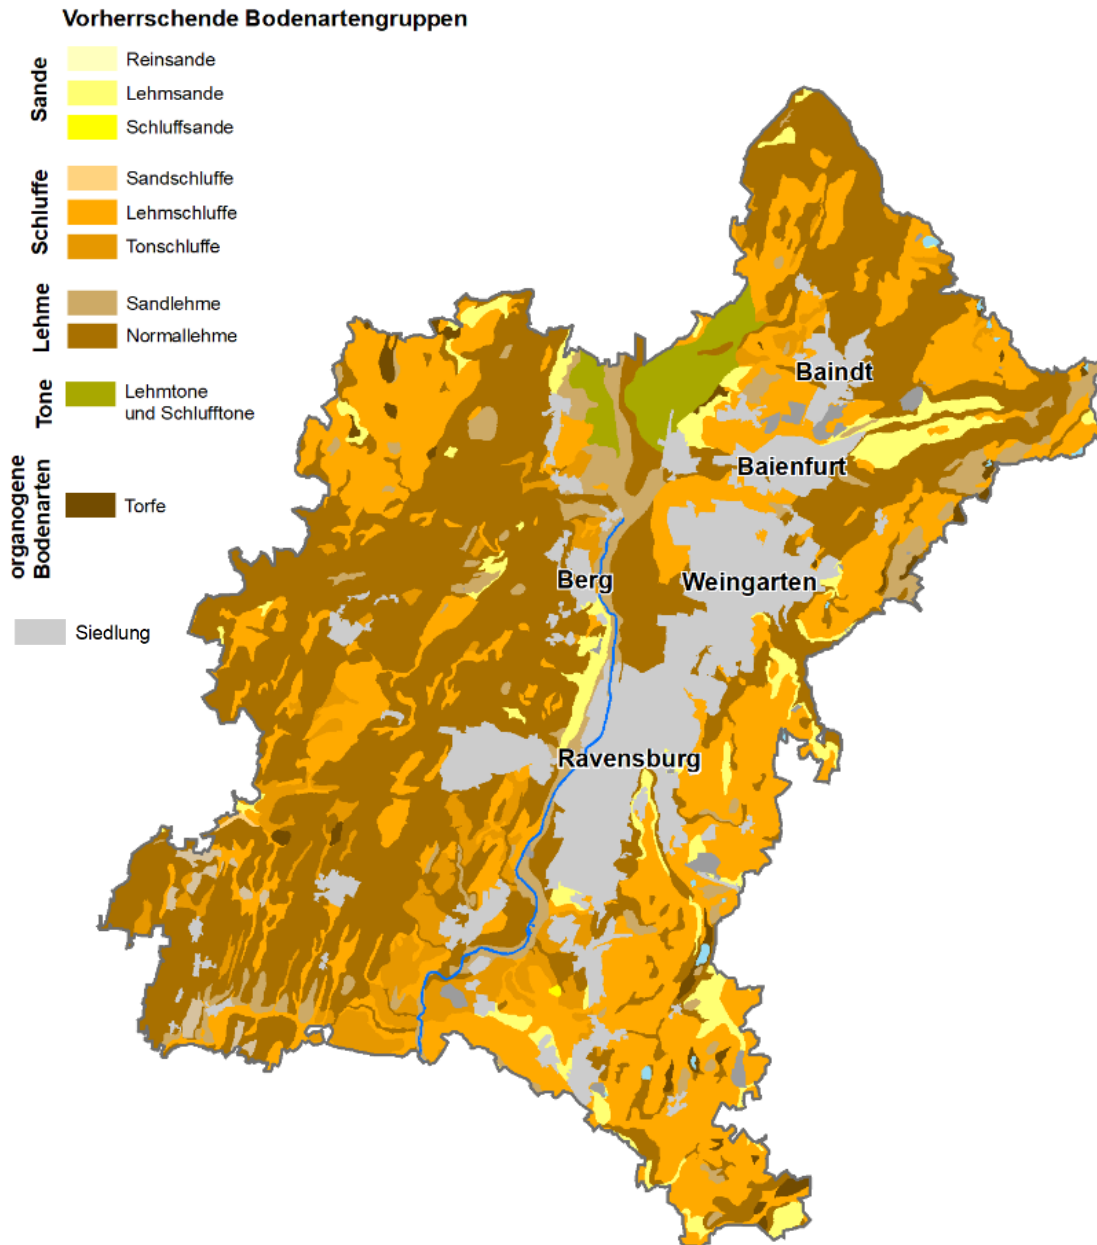 Vorherrschende Bodenartengruppen
Sande
Reinsande
Lehmsande
Schluffsande
Schluffe
Sandschluffe
Lehmschluffe
Tonschluffe
Lehme
Sandlehme
Normallehme
Tone
Lehmtone
und Schlufftone
organogene
Bodenarten
Torfe
Siedlung
Baindt
Baienfurt
Berg
Weingarten
Ravensburg